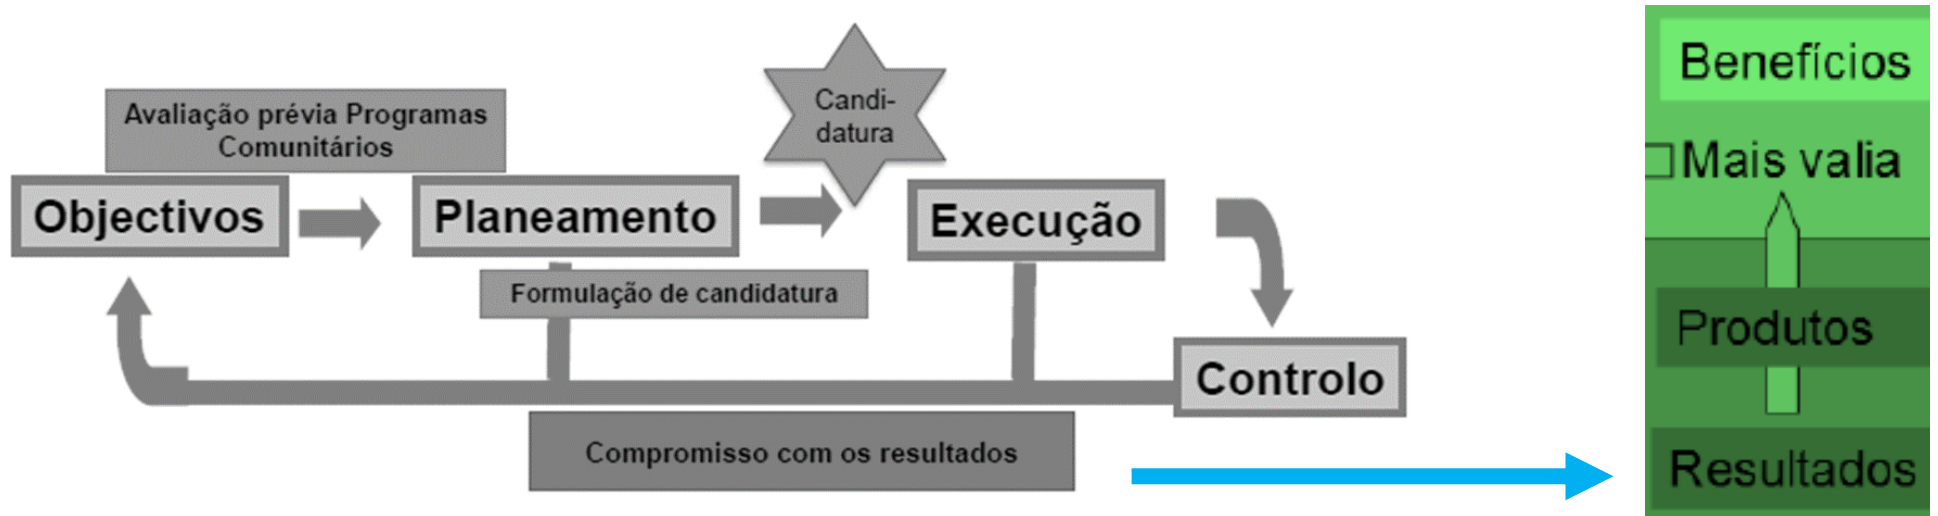 Avaliação prévia Programas
Comunitários
Candi-
datura
Objectivos
Planeamento
Execução
Formulação de candidatura
Controlo
Compromisso com os resultados
Benefícios
Mais valia
Produtos
Resultados